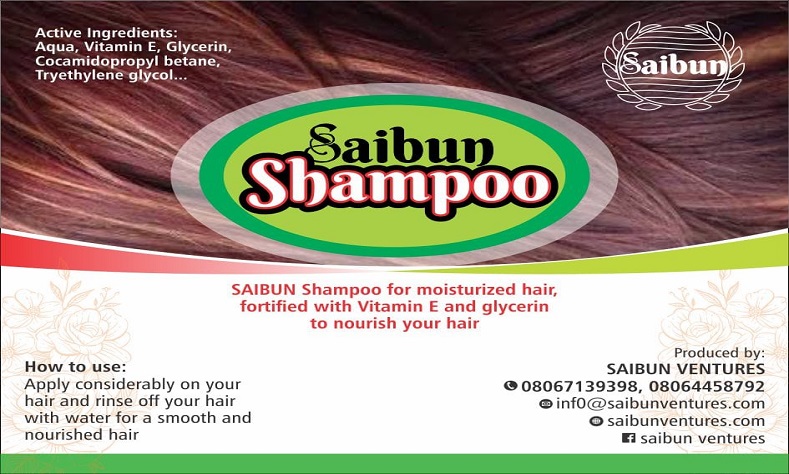 Active Ingredients:
Aqua, Vitamin E, Glycerin,
Cocamidopropyl betane,
Tryethylene glycol...
Saibun
Saibun
Shampoo
SAIBUN Shampoo for moisturized hair,
fortified with Vitamin E and glycerin
to nourish your hair
How to use:
Apply considerably on your
hair and rinse off your hair
with water for a smooth and
nourished hair
Produced by:
SAIBUN VENTURES
08067139398, 08064458792
inf0@saibunventures.com
saibunventures.com
saibun ventures